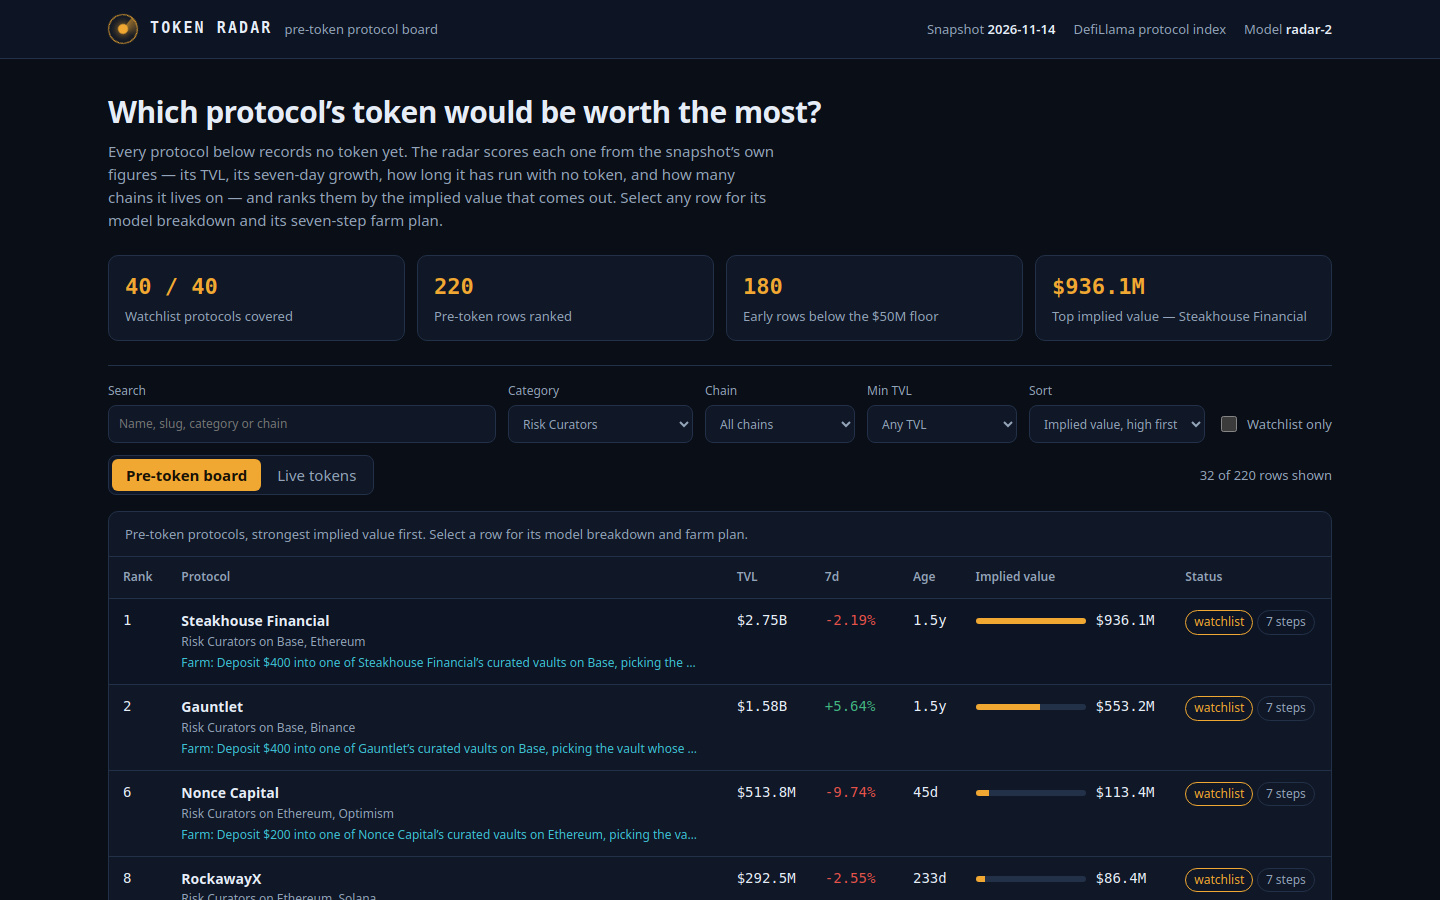 TOKEN RADAR pre-token protocol board Snapshot 2026-11-14 DefiLlama protocol index Model radar-2
Which protocol’s token would be worth the most?
Every protocol below records no token yet. The radar scores each one from the snapshot’s own
figures — its TVL, its seven-day growth, how long it has run with no token, and how many
chains it lives on — and ranks them by the implied value that comes out. Select any row for its
model breakdown and its seven-step farm plan.
40 / 40
Watchlist protocols covered
220
Pre-token rows ranked
180
Early rows below the $50M floor
$936.1M
Top implied value — Steakhouse Financial
Search Category Chain Min TVL Sort
Name, slug, category or chain Risk Curators All chains Any TVL Implied value, high first Watchlist only
Pre-token board Live tokens 32 of 220 rows shown
Pre-token protocols, strongest implied value first. Select a row for its model breakdown and farm plan.
Rank Protocol TVL 7d Age Implied value Status
1 Steakhouse Financial $2.75B -2.19% 1.5y $936.1M watchlist 7 steps
Risk Curators on Base, Ethereum
Farm: Deposit $400 into one of Steakhouse Financial’s curated vaults on Base, picking the …
2 Gauntlet $1.58B +5.64% 1.5y $553.2M watchlist 7 steps
Risk Curators on Base, Binance
Farm: Deposit $400 into one of Gauntlet’s curated vaults on Base, picking the vault whose …
6 Nonce Capital $513.8M -9.74% 45d $113.4M watchlist 7 steps
Risk Curators on Ethereum, Optimism
Farm: Deposit $200 into one of Nonce Capital’s curated vaults on Ethereum, picking the va…
8 RockawayX $292.5M -2.55% 233d $86.4M watchlist 7 steps
Risk Curators on Ethereum, Solana